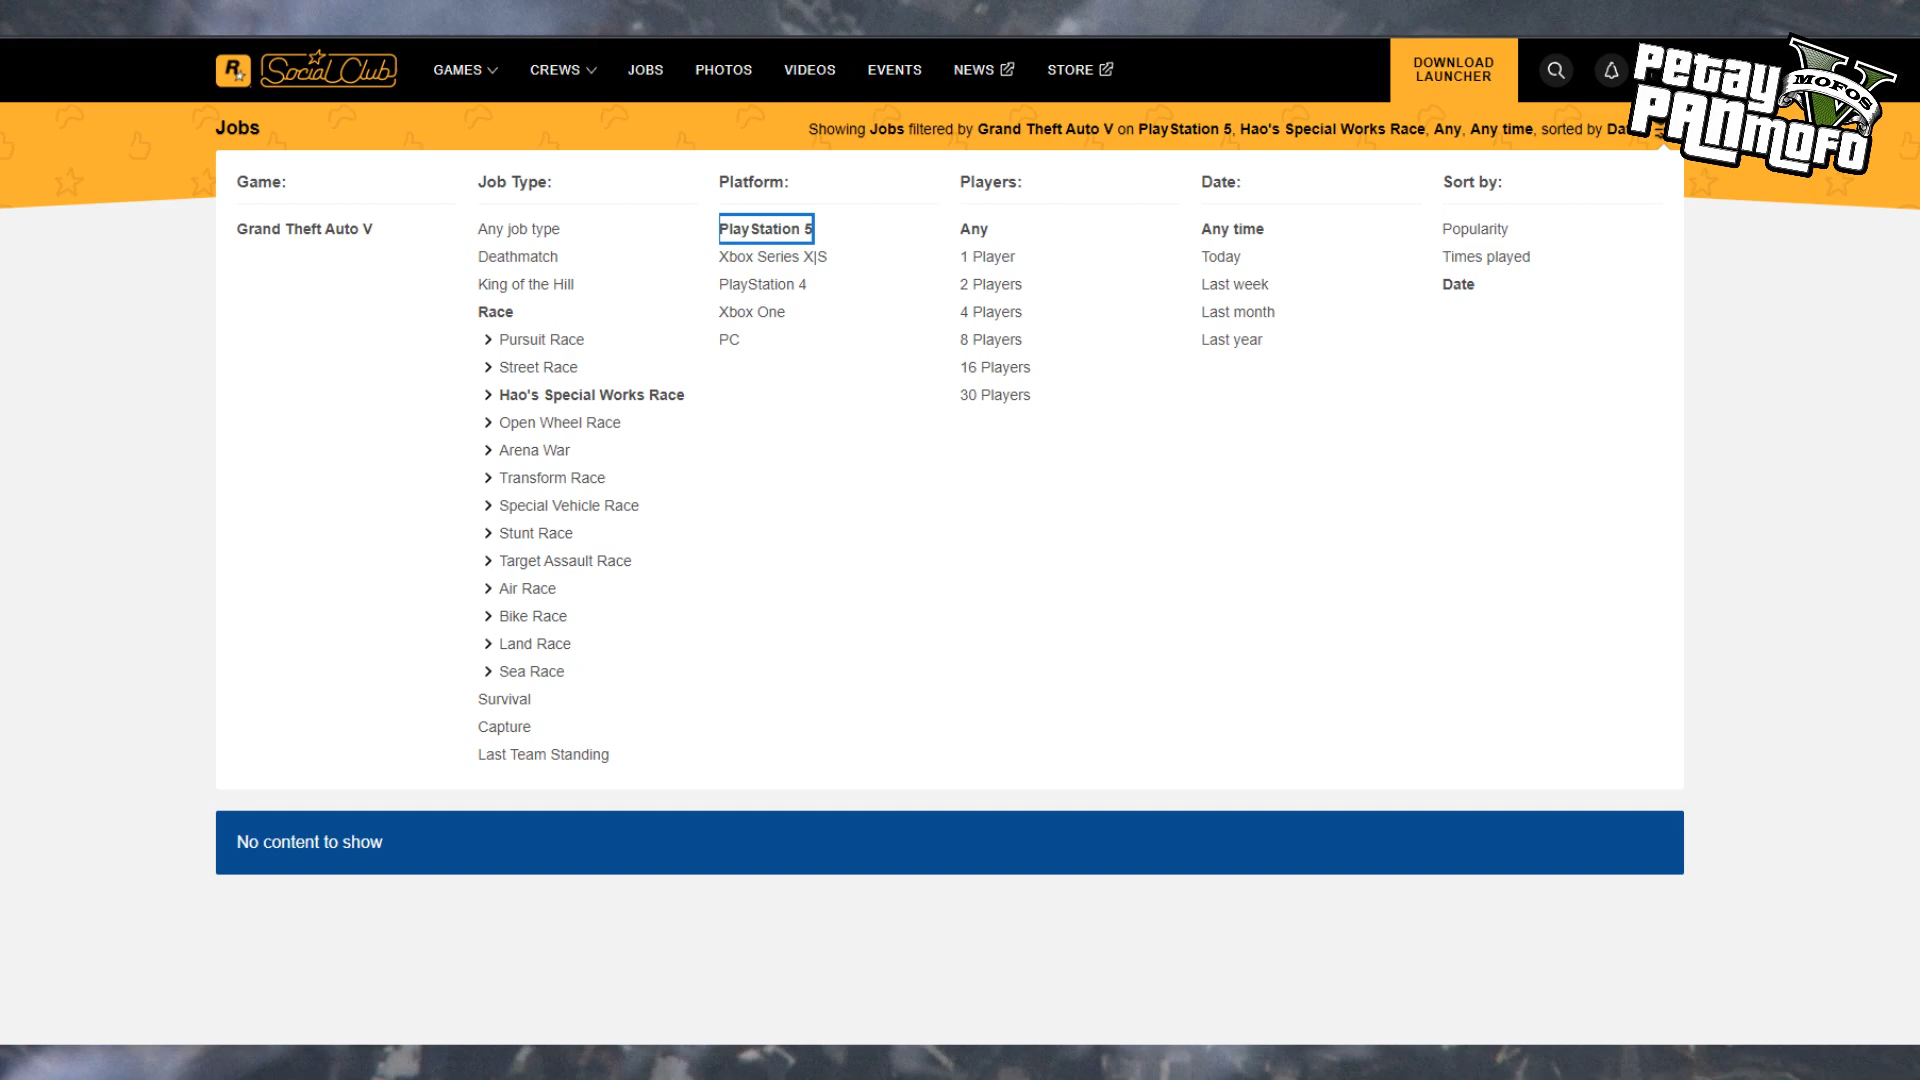 R
Social Club
GAMES
CREWS
JOBS
PHOTOS
VIDEOS
EVENTS
NEWS
STORE
DOWNLOAD
LAUNCHER
Petay
MOFOS
V
PANmOFO
Jobs
Showing Jobs filtered by Grand Theft Auto V on PlayStation 5, Hao's Special Works Race, Any, Any time, sorted by Da
Game:
Grand Theft Auto V
Job Type:
Any job type
Deathmatch
King of the Hill
Race
Pursuit Race
Street Race
Hao's Special Works Race
Open Wheel Race
Arena War
Transform Race
Special Vehicle Race
Stunt Race
Target Assault Race
Air Race
Bike Race
Land Race
Sea Race
Survival
Capture
Last Team Standing
Platform:
PlayStation 5
Xbox Series X|S
PlayStation 4
Xbox One
PC
Players:
Any
1 Player
2 Players
4 Players
8 Players
16 Players
30 Players
Date:
Any time
Today
Last week
Last month
Last year
Sort by:
Popularity
Times played
Date
No content to show